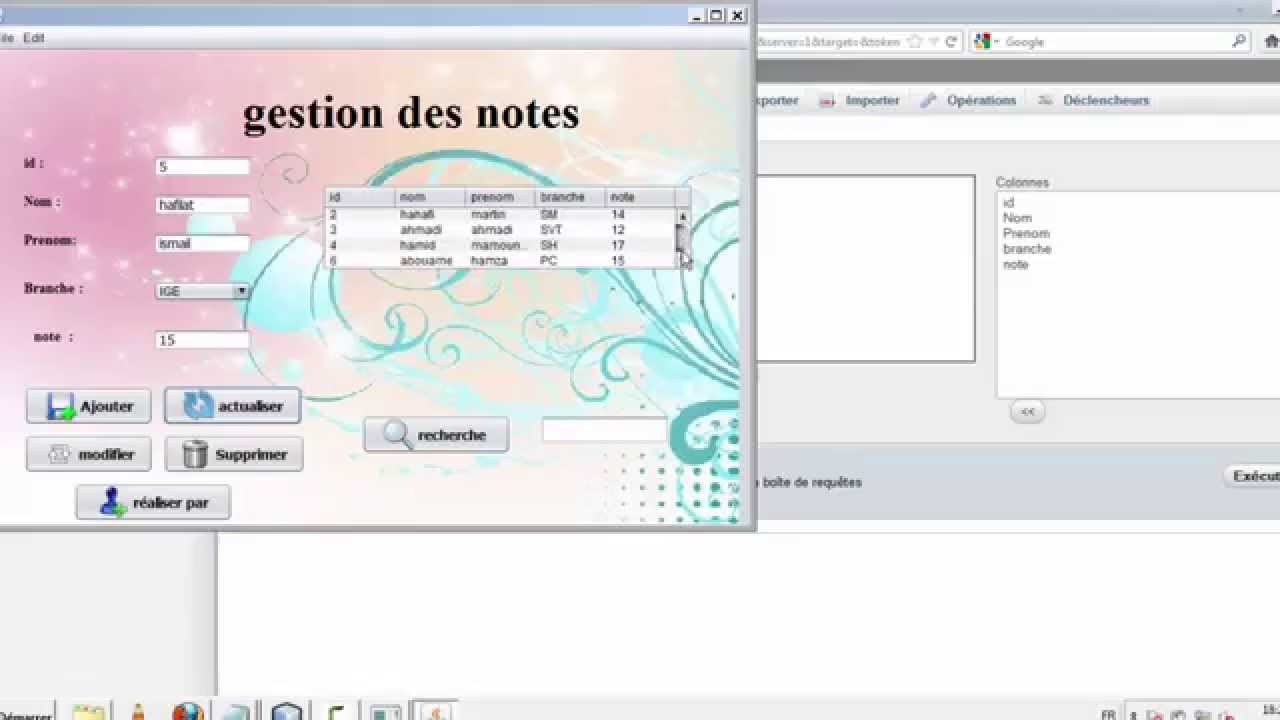 Edit
gestion des notes
id :
5
Nom :
hafilat
Prenom:
ismail
Branche :
IGE
note :
15
id nom prenom branche note
2 hanafi martin SM 14
3 ahmadi ahmadi SVT 12
4 hamid mamoun... SH 17
6 abouame hamza PC 15
Ajouter
actualiser
modifier
Supprimer
recherche
réaliser par
&server=1&target=&token
Google
xporter Importer Opérations Déclencheurs
Colonnes
id
Nom
Prenom
branche
note
<<
boîte de requêtes
Exécut
Démarrer
FR